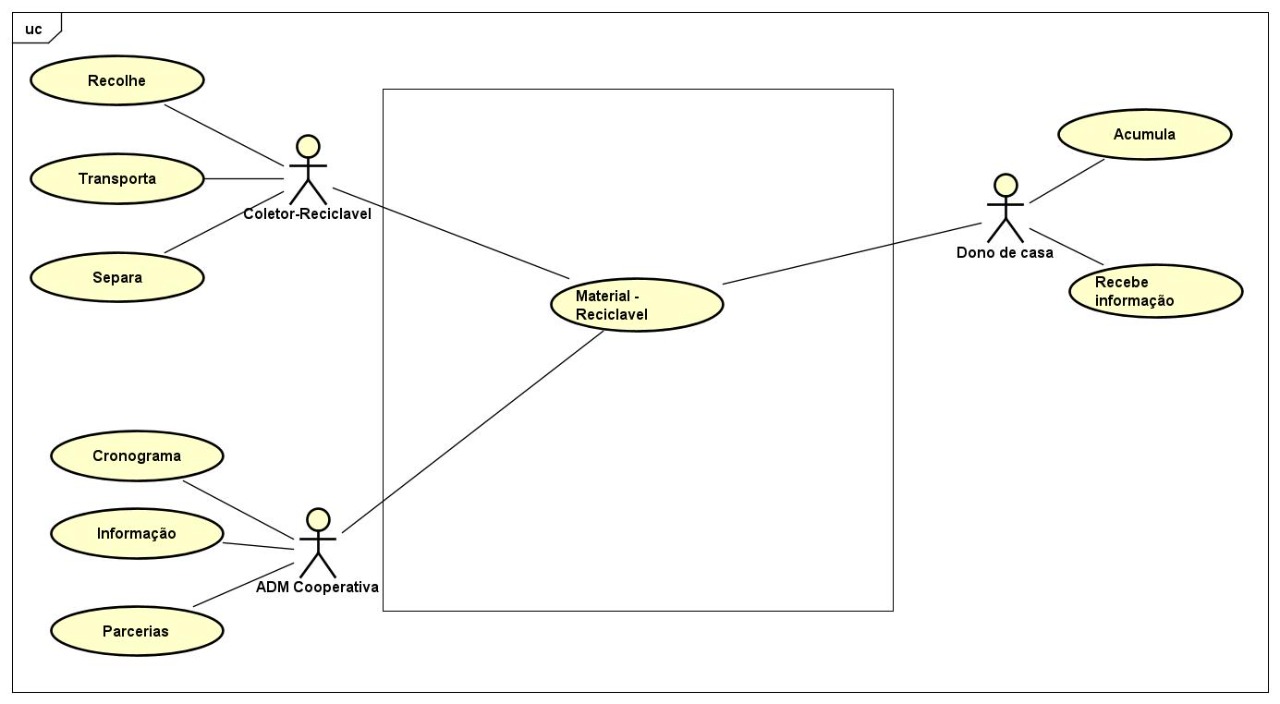 uc
Recolhe
Transporta
Separa
Coletor-Reciclavel
Material -
Reciclavel
Acumula
Dono de casa
Recebe
informação
Cronograma
Informação
Parcerias
ADM Cooperativa